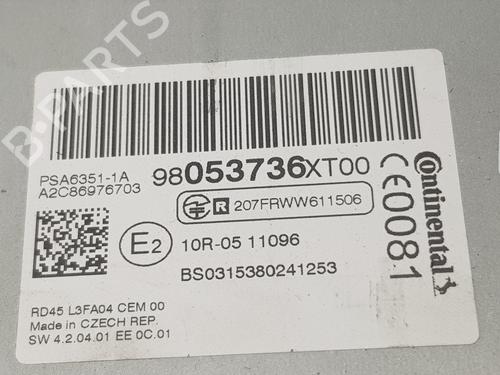 B-PARTS
PSA6351-1A
A2C86976703
98053736XT00
R 207FRWW611506
E2
10R-05 11096
BS0315380241253
RD45 L3FA04 CEM 00
Made in CZECH REP.
SW 4.2.04.01 EE 0C.01
CE0081
Continental